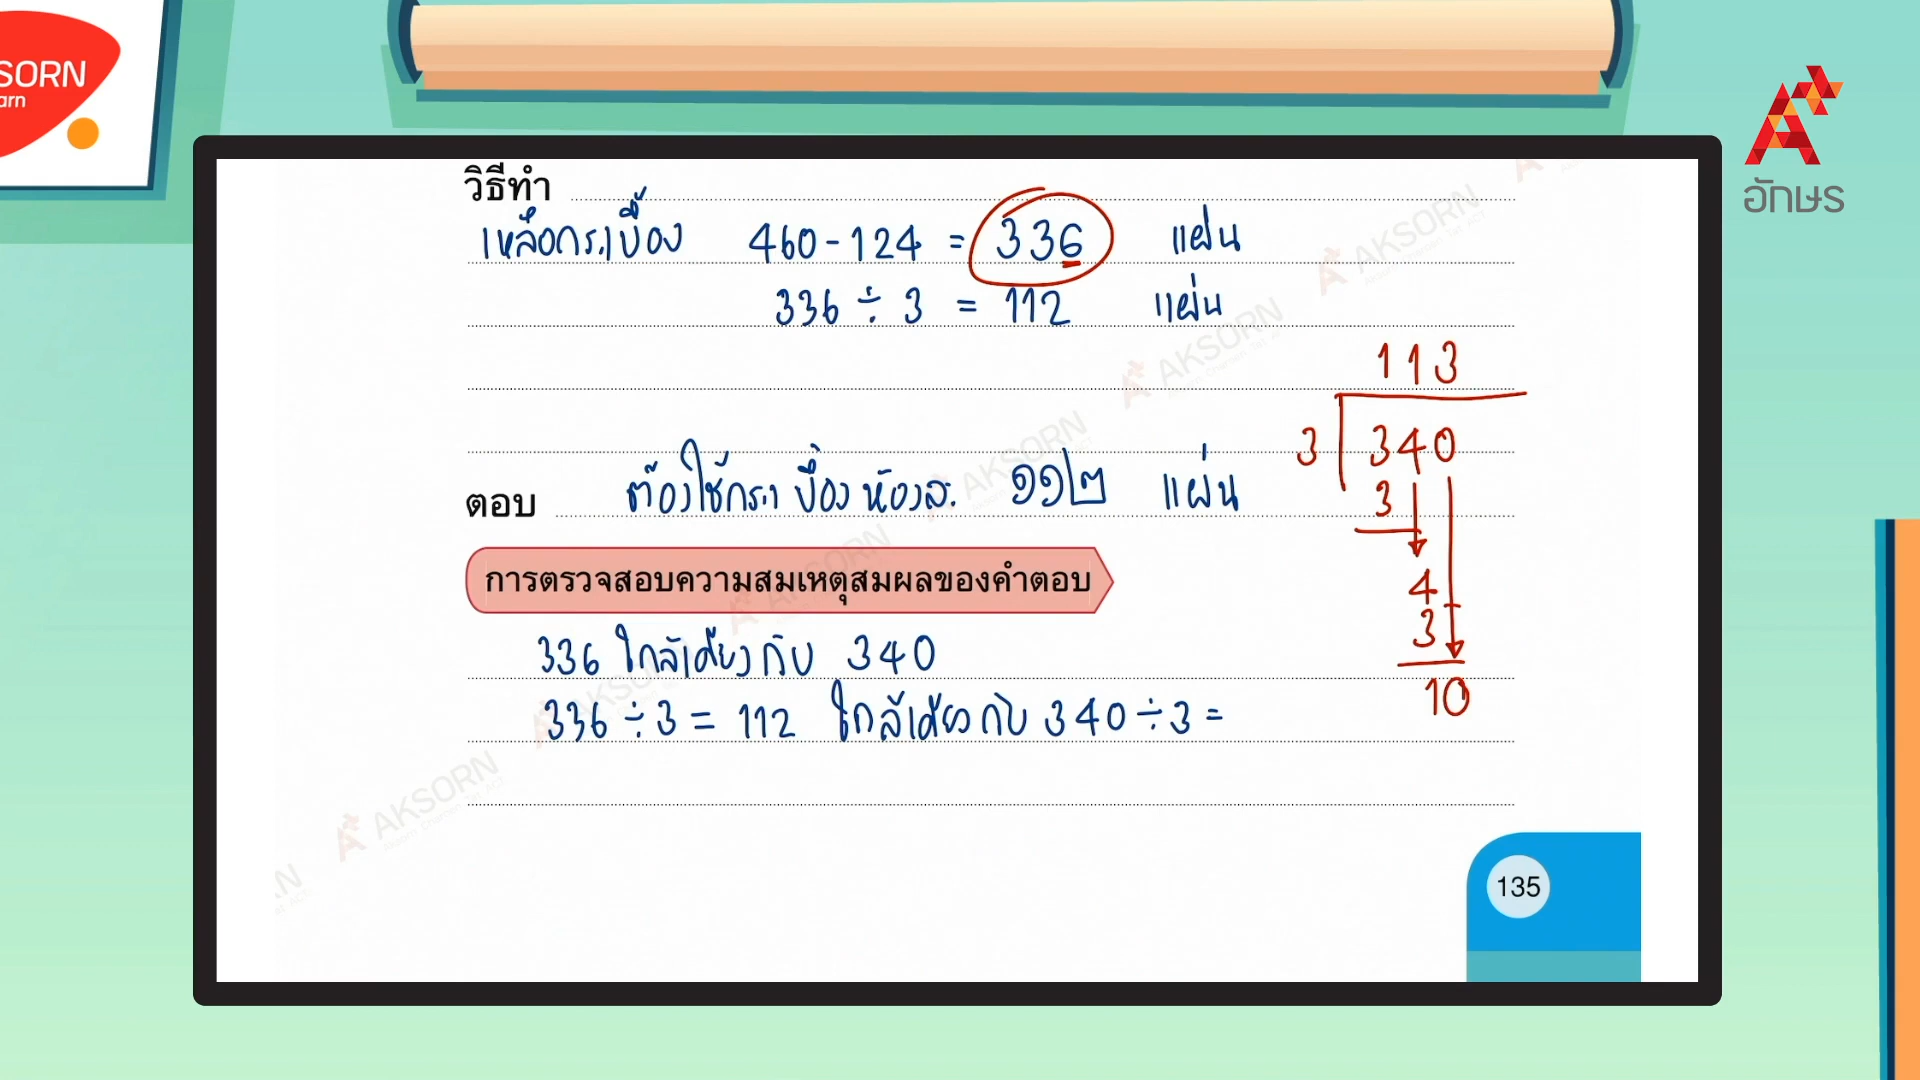 SORN
arn
อักษร
วิธีทำ
เหลือกระเบื้อง 460 - 124 = 336 แผ่น
336 ÷ 3 = 112 แผ่น
113
3 340
3
4
3
10
ตอบ ต้องใช้กระเบื้องห้องละ ๑๑๒ แผ่น
การตรวจสอบความสมเหตุสมผลของคำตอบ
336 ใกล้เคียงกับ 340
336 ÷ 3 = 112 ใกล้เคียงกับ 340 ÷ 3 =
135
AKSORN
AKSORN
AKSORN
AKSORN
AKSORN